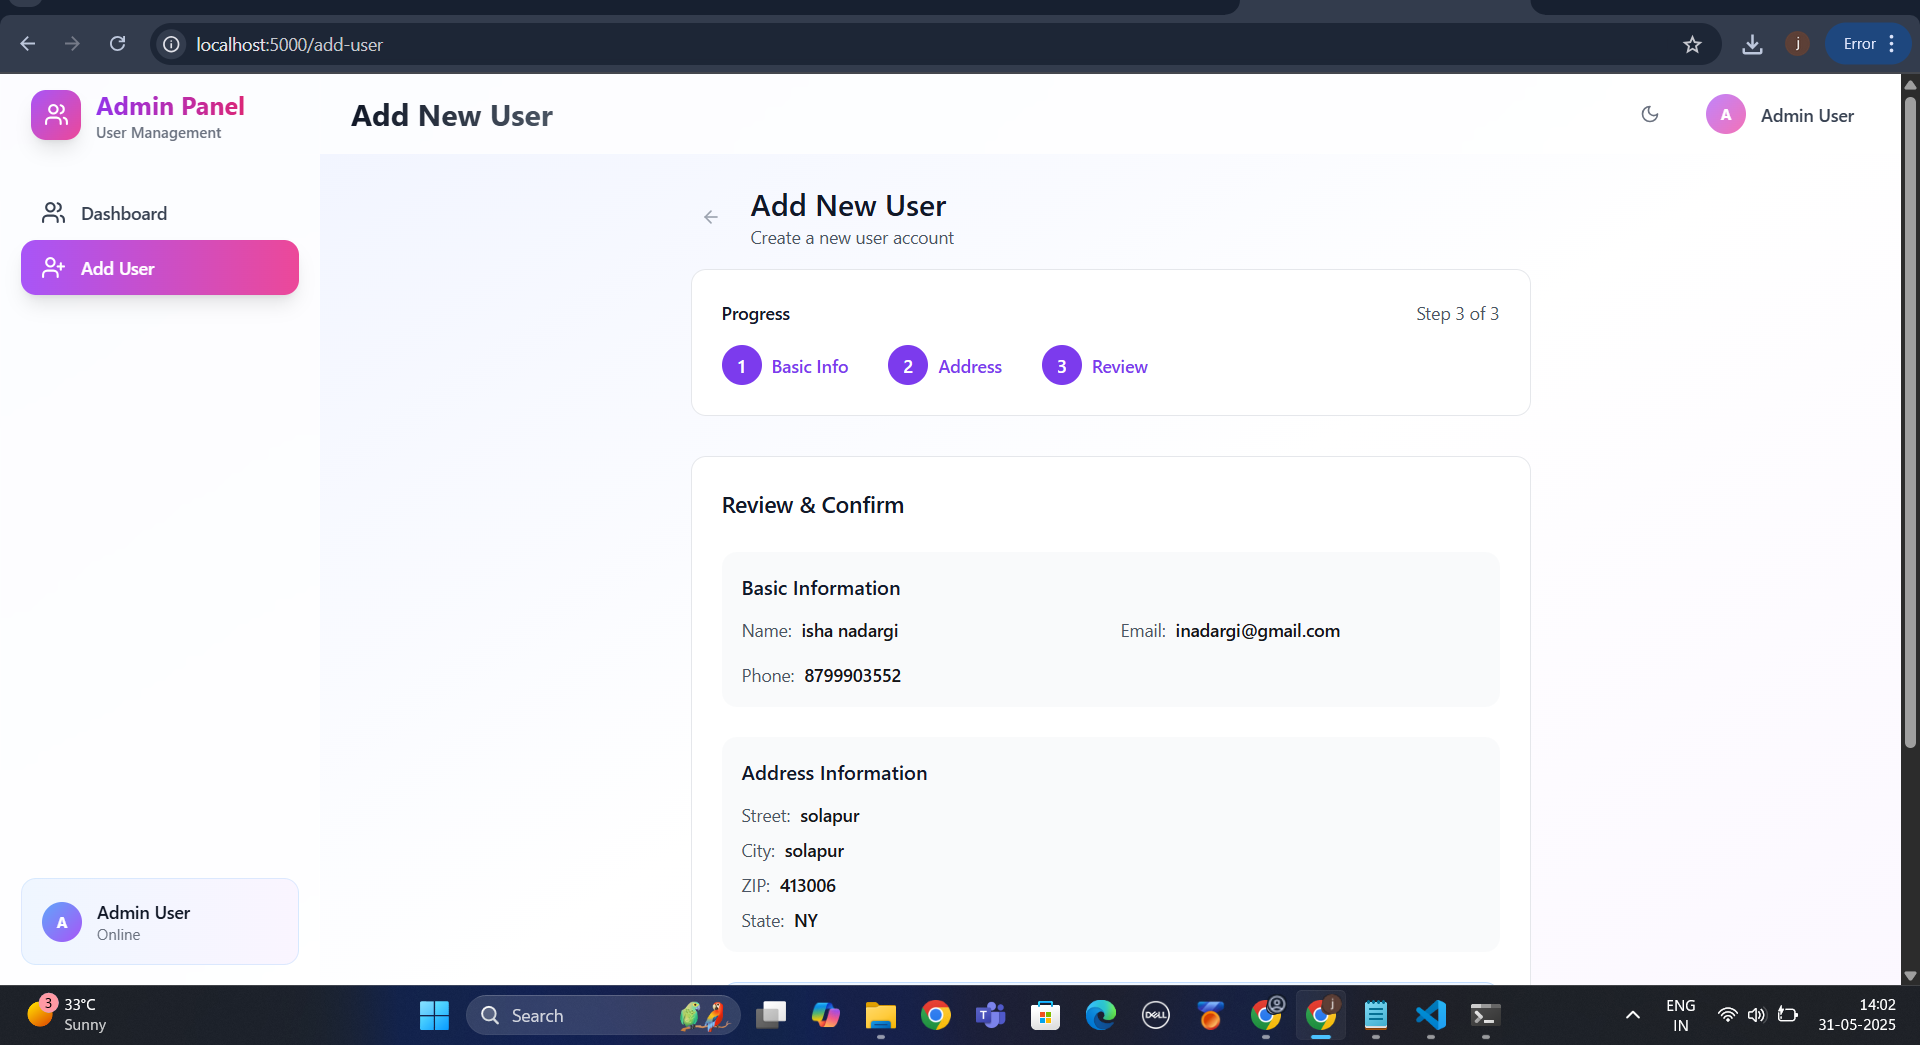 localhost:5000/add-user
j
Error
Admin Panel
User Management
Add New User
A
Admin User
Dashboard
Add User
Add New User
Create a new user account
Progress
Step 3 of 3
1 Basic Info
2 Address
3 Review
Review & Confirm
Basic Information
Name: isha nadargi
Email: inadargi@gmail.com
Phone: 8799903552
Address Information
Street: solapur
City: solapur
ZIP: 413006
State: NY
A
Admin User
Online
3
33°C
Sunny
Search
T
DELL
j
ENG
IN
14:02
31-05-2025